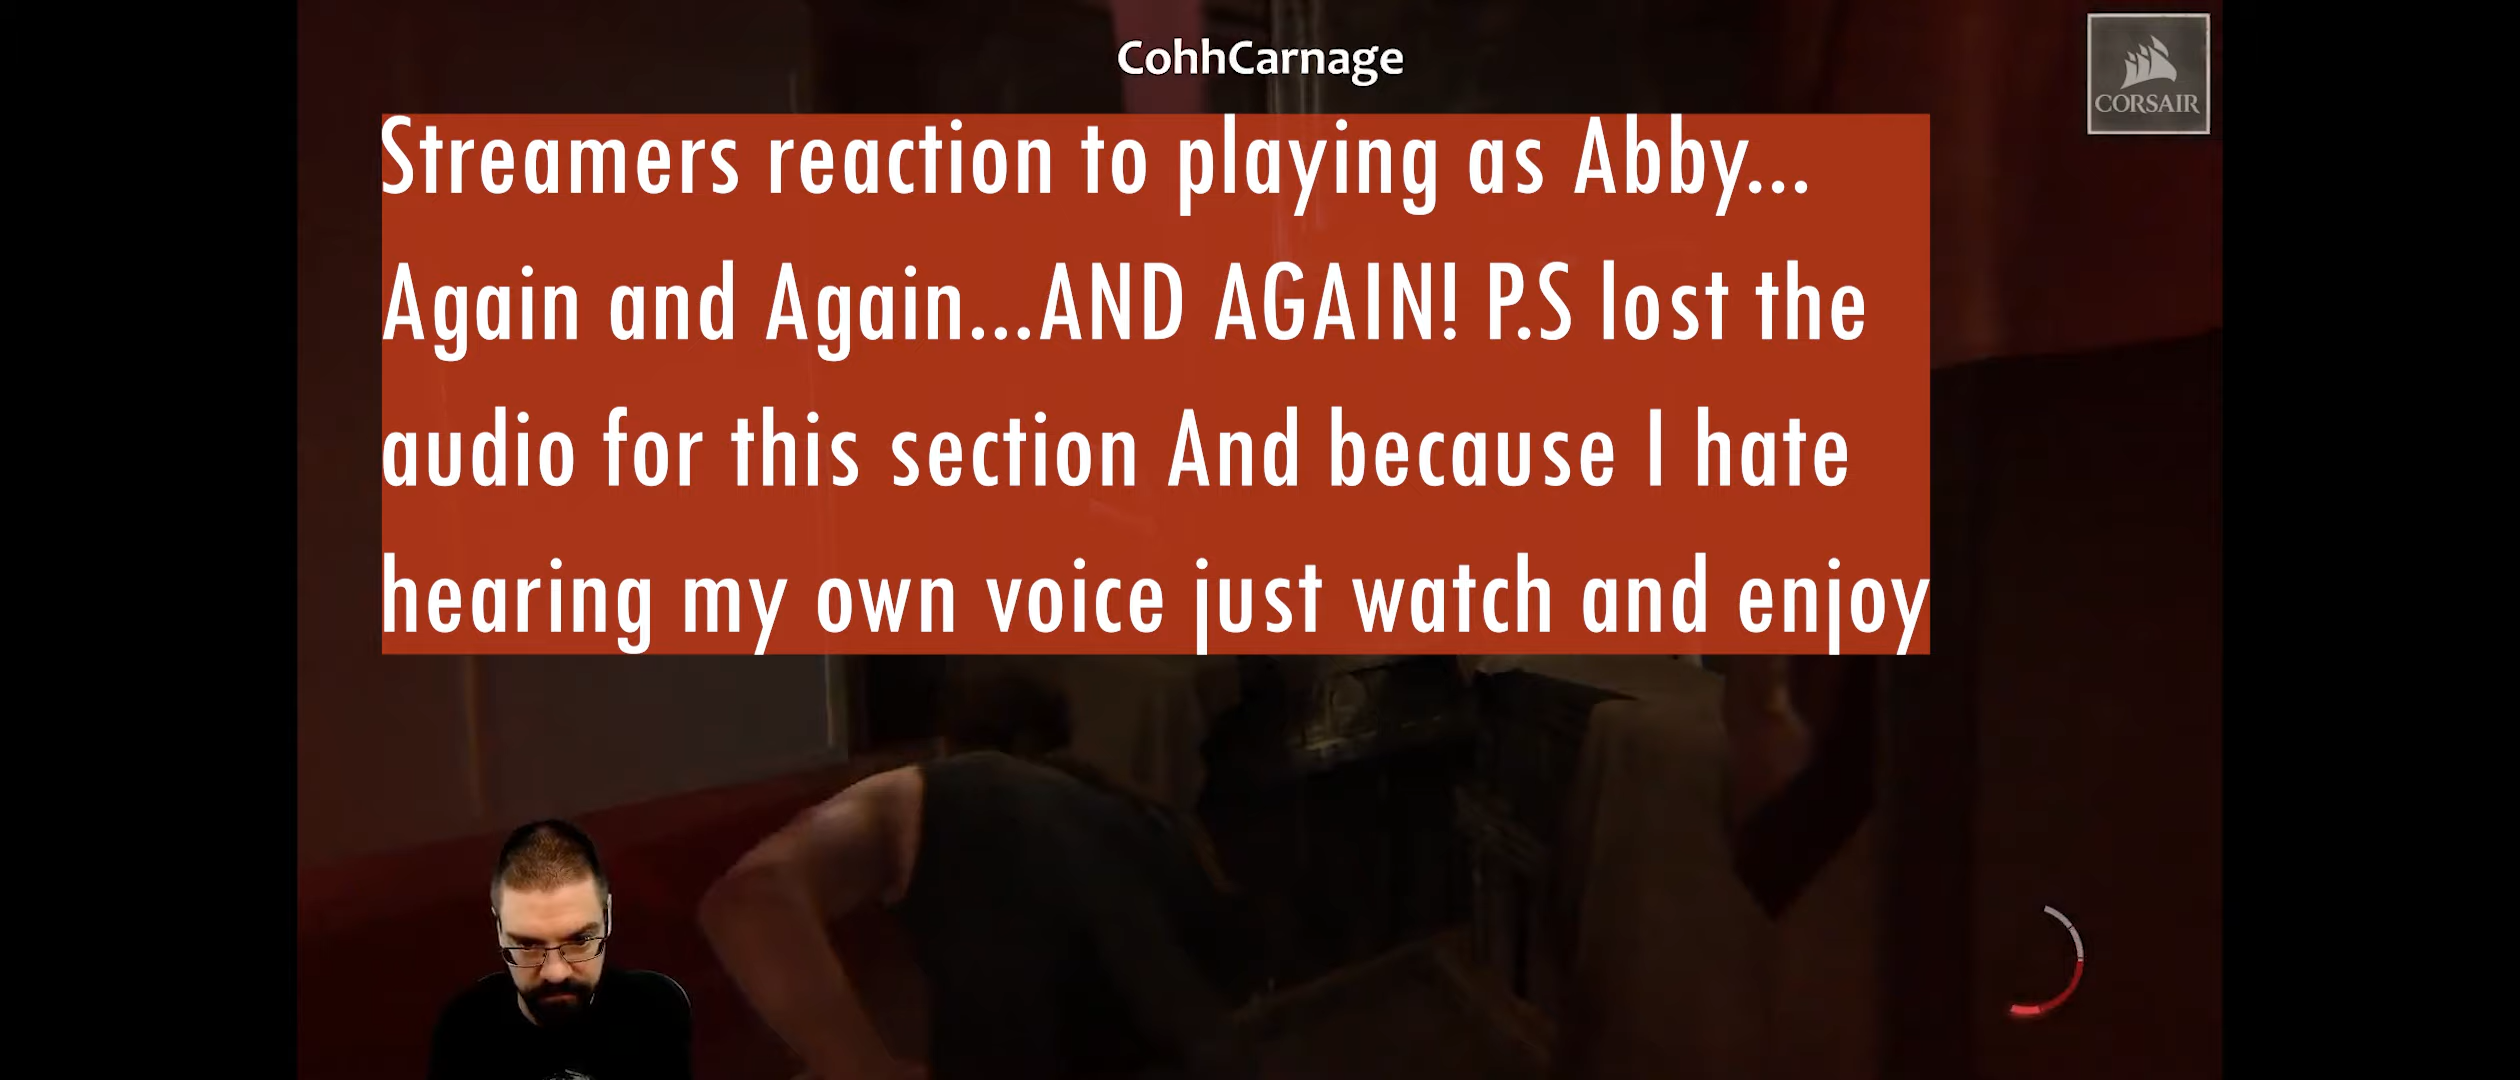 CohhCarnage
CORSAIR
Streamers reaction to playing as Abby...
Again and Again...AND AGAIN! P.S lost the
audio for this section And because I hate
hearing my own voice just watch and enjoy